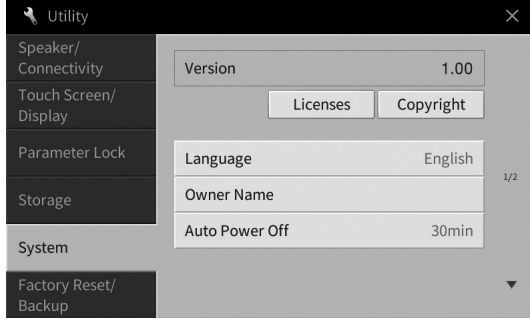 Utility
Speaker/
Connectivity
Touch Screen/
Display
Parameter Lock
Storage
System
Factory Reset/
Backup
Version 1.00
Licenses Copyright
Language English
Owner Name
Auto Power Off 30min
1/2